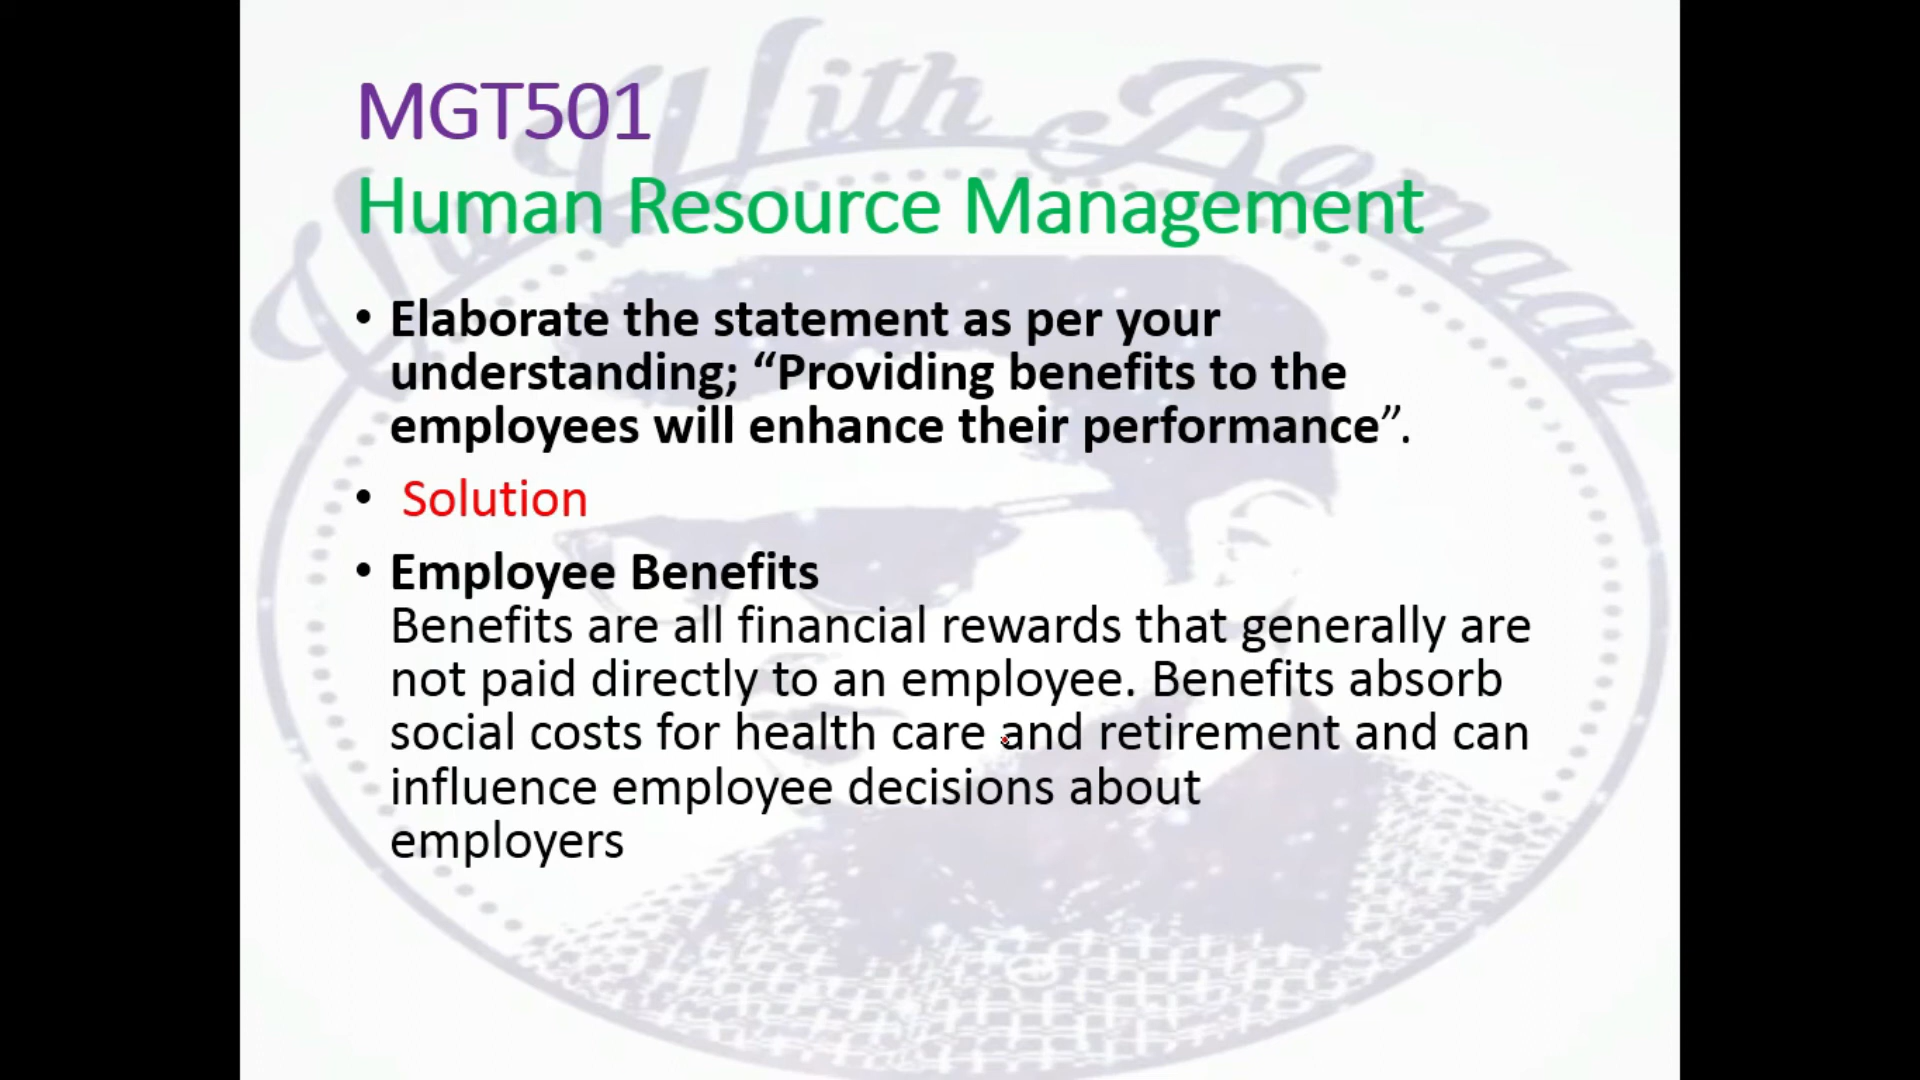 With Romaan
MGT501
Human Resource Management
• Elaborate the statement as per your
understanding; “Providing benefits to the
employees will enhance their performance”.
• Solution
• Employee Benefits
Benefits are all financial rewards that generally are
not paid directly to an employee. Benefits absorb
social costs for health care and retirement and can
influence employee decisions about
employers